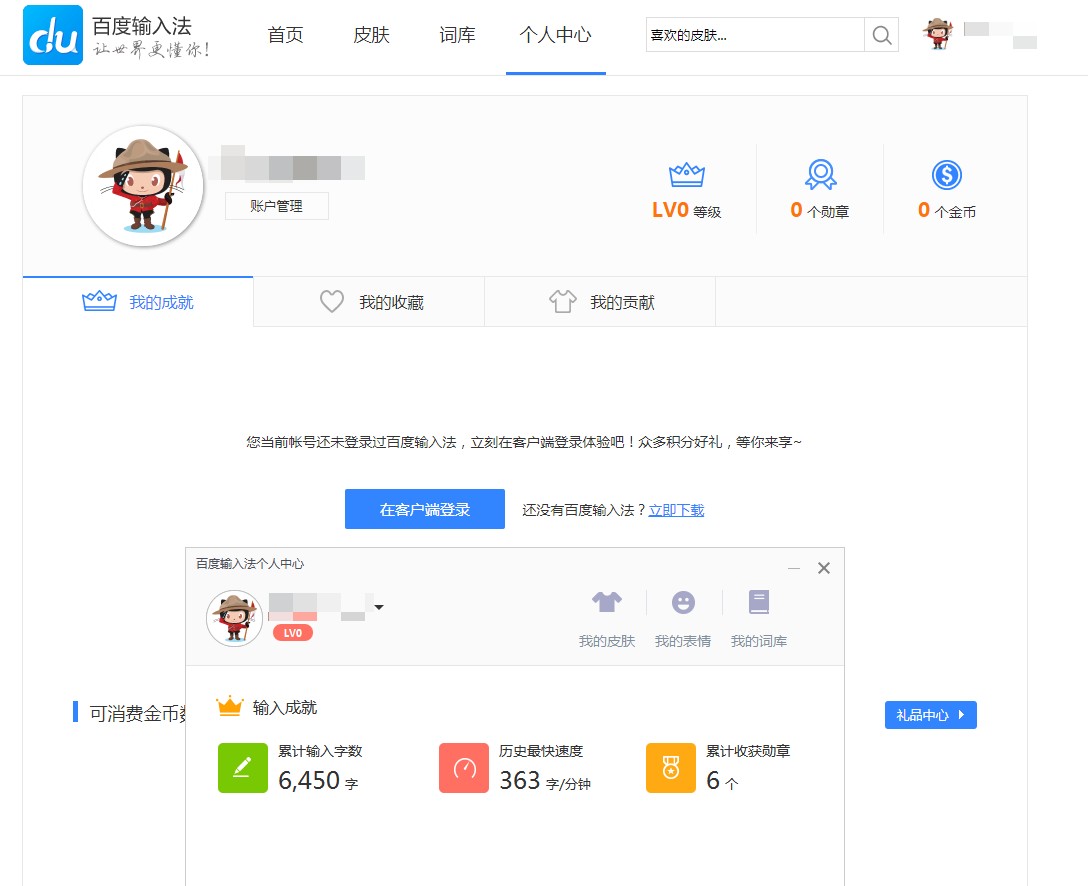 du 百度输入法
让世界更懂你!
首页 皮肤 词库 个人中心 喜欢的皮肤...
账户管理
LV0 等级 0 个勋章 0 个金币
我的成就 我的收藏 我的贡献
您当前帐号还未登录过百度输入法，立刻在客户端登录体验吧！众多积分好礼，等你来享~
在客户端登录 还没有百度输入法？立即下载
百度输入法个人中心
LV0
我的皮肤 我的表情 我的词库
可消费金币 礼品中心
输入成就
累计输入字数 历史最快速度 累计收获勋章
6,450 字 363 字/分钟 6 个